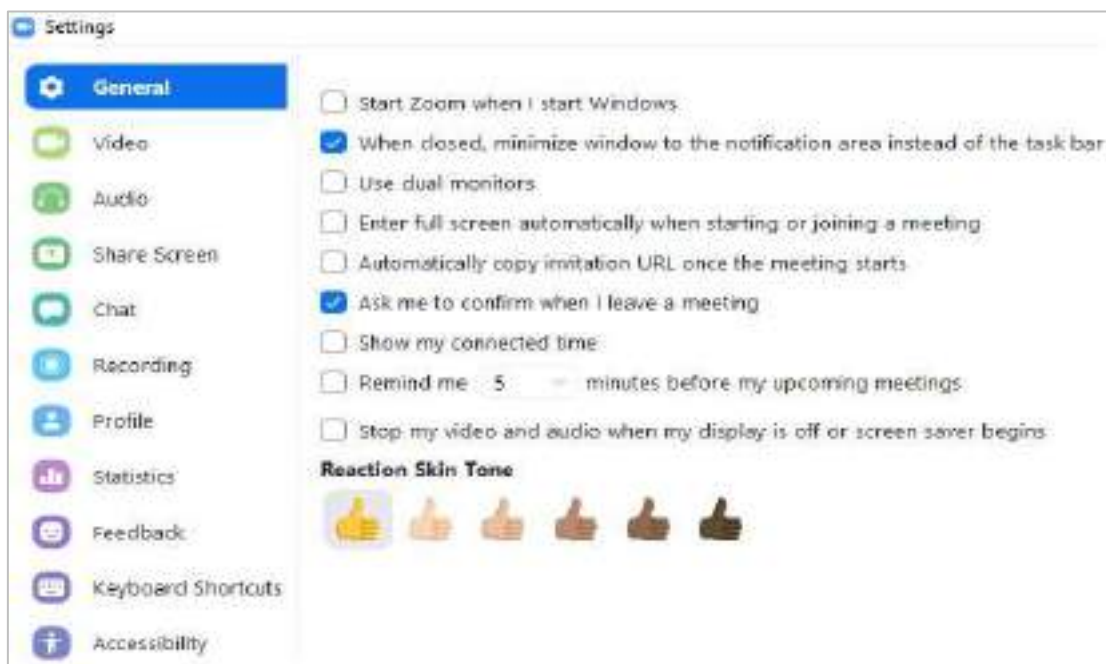 Settings
General
Video
Audio
Share Screen
Chat
Recording
Profile
Statistics
Feedback
Keyboard Shortcuts
Accessibility
Start Zoom when I start Windows
When closed, minimize window to the notification area instead of the task bar
Use dual monitors
Enter full screen automatically when starting or joining a meeting
Automatically copy invitation URL once the meeting starts
Ask me to confirm when I leave a meeting
Show my connected time
Remind me 5 minutes before my upcoming meetings
Stop my video and audio when my display is off or screen saver begins
Reaction Skin Tone